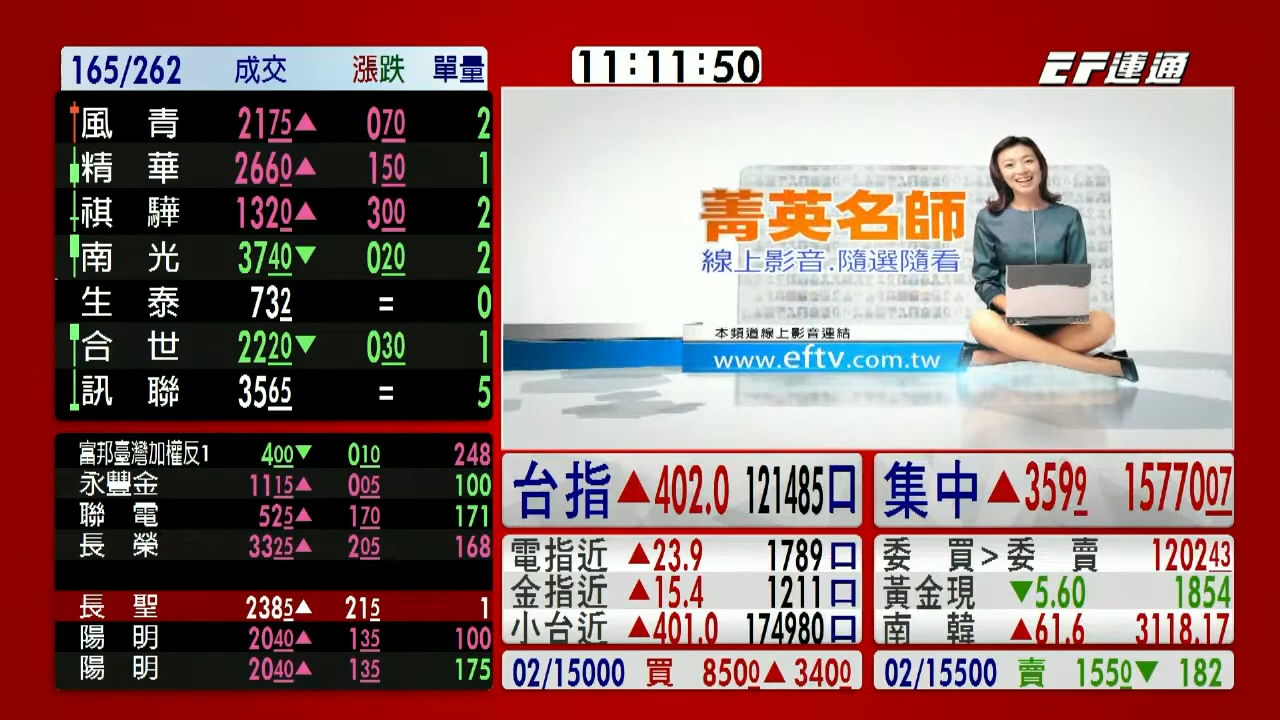 165/262 成交 漲跌 單量
風青 2175▲ 070 2
精華 2660▲ 150 1
祺驊 1320▲ 300 2
南光 3740▼ 020 2
生泰 732 = 0
合世 2220▼ 030 1
訊聯 3565 = 5
富邦臺灣加權反1 400▼ 010 248
永豐金 1115▲ 005 100
聯電 525▲ 170 171
長榮 3325▲ 205 168
長聖 2385▲ 215 1
陽明 2040▲ 135 100
陽明 2040▲ 135 175
11:11:50
EF運通
菁英名師
線上影音.隨選隨看
本頻道線上影音連結
www.eftv.com.tw
台指▲402.0 121485口
集中▲3599 1577007
電指近▲23.9 1789口
金指近▲15.4 1211口
小台近▲401.0 174980口
委買>委賣 120243
黃金現▼5.60 1854
南韓▲61.6 3118.17
02/15000 買 8500▲3400
02/15500 賣 1550▼ 182